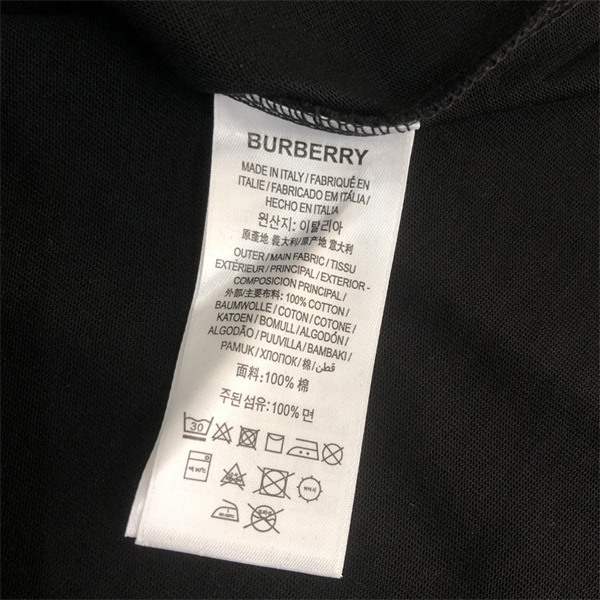 BURBERRY
MADE IN ITALY / FABRIQUÉ EN
ITALIE / FABRICADO EM ITÁLIA /
HECHO EN ITALIA
원산지: 이탈리아
原產地 義大利/原产地 意大利
OUTER / MAIN FABRIC / TISSU
EXTÉRIEUR / PRINCIPAL / EXTERIOR -
COMPOSICION PRINCIPAL /
外部/主要布料: 100% COTTON /
BAUMWOLLE / COTON / COTONE /
KATOEN / BOMULL / ALGODÓN /
ALGODÃO / PUUVILLA / BAMBAKI /
PAMUK / ХЛОПОК / 棉 / قطن
面料:100% 棉
주된 섬유: 100% 면
30